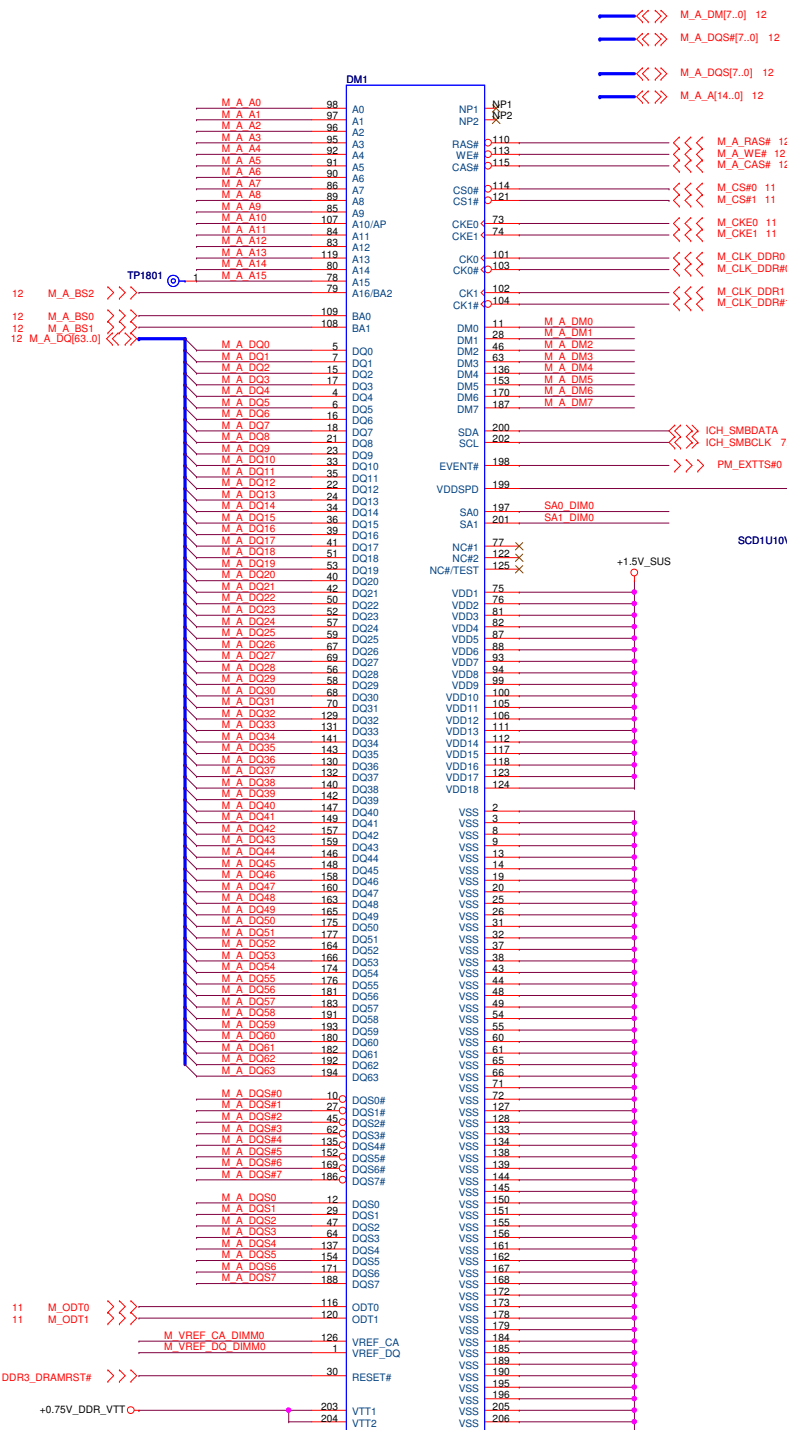 M_A_DM[7..0] 12
M_A_DQS#[7..0] 12
M_A_DQS[7..0] 12
M_A_A[14..0] 12
DM1
M_A_A0 98 A0
M_A_A1 97 A1
M_A_A2 96 A2
M_A_A3 95 A3
M_A_A4 92 A4
M_A_A5 91 A5
M_A_A6 90 A6
M_A_A7 86 A7
M_A_A8 89 A8
M_A_A9 85 A9
M_A_A10 107 A10/AP
M_A_A11 84 A11
M_A_A12 83 A12
M_A_A13 119 A13
M_A_A14 80 A14
TP1801 1 M_A_A15 78 A15
12 M_A_BS2 79 A16/BA2
12 M_A_BS0 109 BA0
12 M_A_BS1 108 BA1
12 M_A_DQ[63..0]
M_A_DQ0 5 DQ0
M_A_DQ1 7 DQ1
M_A_DQ2 15 DQ2
M_A_DQ3 17 DQ3
M_A_DQ4 4 DQ4
M_A_DQ5 6 DQ5
M_A_DQ6 16 DQ6
M_A_DQ7 18 DQ7
M_A_DQ8 21 DQ8
M_A_DQ9 23 DQ9
M_A_DQ10 33 DQ10
M_A_DQ11 35 DQ11
M_A_DQ12 22 DQ12
M_A_DQ13 24 DQ13
M_A_DQ14 34 DQ14
M_A_DQ15 36 DQ15
M_A_DQ16 39 DQ16
M_A_DQ17 41 DQ17
M_A_DQ18 51 DQ18
M_A_DQ19 53 DQ19
M_A_DQ20 40 DQ20
M_A_DQ21 42 DQ21
M_A_DQ22 50 DQ22
M_A_DQ23 52 DQ23
M_A_DQ24 57 DQ24
M_A_DQ25 59 DQ25
M_A_DQ26 67 DQ26
M_A_DQ27 69 DQ27
M_A_DQ28 56 DQ28
M_A_DQ29 58 DQ29
M_A_DQ30 68 DQ30
M_A_DQ31 70 DQ31
M_A_DQ32 129 DQ32
M_A_DQ33 131 DQ33
M_A_DQ34 141 DQ34
M_A_DQ35 143 DQ35
M_A_DQ36 130 DQ36
M_A_DQ37 132 DQ37
M_A_DQ38 140 DQ38
M_A_DQ39 142 DQ39
M_A_DQ40 147 DQ40
M_A_DQ41 149 DQ41
M_A_DQ42 157 DQ42
M_A_DQ43 159 DQ43
M_A_DQ44 146 DQ44
M_A_DQ45 148 DQ45
M_A_DQ46 158 DQ46
M_A_DQ47 160 DQ47
M_A_DQ48 163 DQ48
M_A_DQ49 165 DQ49
M_A_DQ50 175 DQ50
M_A_DQ51 177 DQ51
M_A_DQ52 164 DQ52
M_A_DQ53 166 DQ53
M_A_DQ54 174 DQ54
M_A_DQ55 176 DQ55
M_A_DQ56 181 DQ56
M_A_DQ57 183 DQ57
M_A_DQ58 191 DQ58
M_A_DQ59 193 DQ59
M_A_DQ60 180 DQ60
M_A_DQ61 182 DQ61
M_A_DQ62 192 DQ62
M_A_DQ63 194 DQ63
M_A_DQS#0 10 DQS0#
M_A_DQS#1 27 DQS1#
M_A_DQS#2 45 DQS2#
M_A_DQS#3 62 DQS3#
M_A_DQS#4 135 DQS4#
M_A_DQS#5 152 DQS5#
M_A_DQS#6 169 DQS6#
M_A_DQS#7 186 DQS7#
M_A_DQS0 12 DQS0
M_A_DQS1 29 DQS1
M_A_DQS2 47 DQS2
M_A_DQS3 64 DQS3
M_A_DQS4 137 DQS4
M_A_DQS5 154 DQS5
M_A_DQS6 171 DQS6
M_A_DQS7 188 DQS7
11 M_ODT0 116 ODT0
11 M_ODT1 120 ODT1
M_VREF_CA_DIMM0 126 VREF_CA
M_VREF_DQ_DIMM0 1 VREF_DQ
DDR3_DRAMRST# 30 RESET#
+0.75V_DDR_VTT 203 VTT1
204 VTT2
NP1 NP1
NP2 NP2
RAS# 110 M_A_RAS# 12
WE# 113 M_A_WE# 12
CAS# 115 M_A_CAS# 12
CS0# 114 M_CS#0 11
CS1# 121 M_CS#1 11
CKE0 73 M_CKE0 11
CKE1 74 M_CKE1 11
CK0 101 M_CLK_DDR0
CK0# 103 M_CLK_DDR#0
CK1 102 M_CLK_DDR1
CK1# 104 M_CLK_DDR#1
DM0 11 M_A_DM0
DM1 28 M_A_DM1
DM2 46 M_A_DM2
DM3 63 M_A_DM3
DM4 136 M_A_DM4
DM5 153 M_A_DM5
DM6 170 M_A_DM6
DM7 187 M_A_DM7
SDA 200 ICH_SMBDATA
SCL 202 ICH_SMBCLK 7
EVENT# 198 PM_EXTTS#0
VDDSPD 199
SA0 197 SA0_DIM0
SA1 201 SA1_DIM0
SCD1U10V
NC#1 77
NC#2 122
NC#/TEST 125
+1.5V_SUS
VDD1 75
VDD2 76
VDD3 81
VDD4 82
VDD5 87
VDD6 88
VDD7 93
VDD8 94
VDD9 99
VDD10 100
VDD11 105
VDD12 106
VDD13 111
VDD14 112
VDD15 117
VDD16 118
VDD17 123
VDD18 124
VSS 2
VSS 3
VSS 8
VSS 9
VSS 13
VSS 14
VSS 19
VSS 20
VSS 25
VSS 26
VSS 31
VSS 32
VSS 37
VSS 38
VSS 43
VSS 44
VSS 48
VSS 49
VSS 54
VSS 55
VSS 60
VSS 61
VSS 65
VSS 66
VSS 71
VSS 72
VSS 127
VSS 128
VSS 133
VSS 134
VSS 138
VSS 139
VSS 144
VSS 145
VSS 150
VSS 151
VSS 155
VSS 156
VSS 161
VSS 162
VSS 167
VSS 168
VSS 172
VSS 173
VSS 178
VSS 179
VSS 184
VSS 185
VSS 189
VSS 190
VSS 195
VSS 196
VSS 205
VSS 206